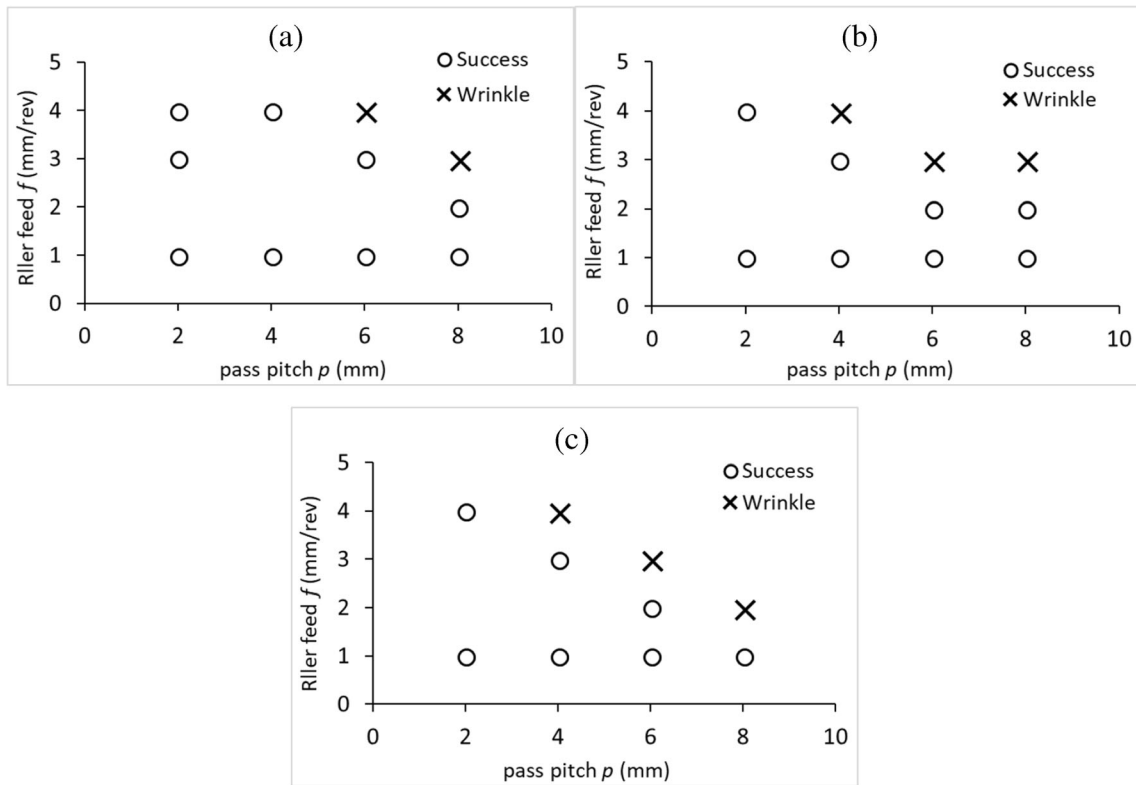 (a)
Success
Wrinkle
5
4
3
2
1
0
0 2 4 6 8 10
Rller feed f (mm/rev)
pass pitch p (mm)
(b)
Success
Wrinkle
5
4
3
2
1
0
0 2 4 6 8 10
Rller feed f (mm/rev)
pass pitch p (mm)
(c)
Success
Wrinkle
5
4
3
2
1
0
0 2 4 6 8 10
Rller feed f (mm/rev)
pass pitch p (mm)